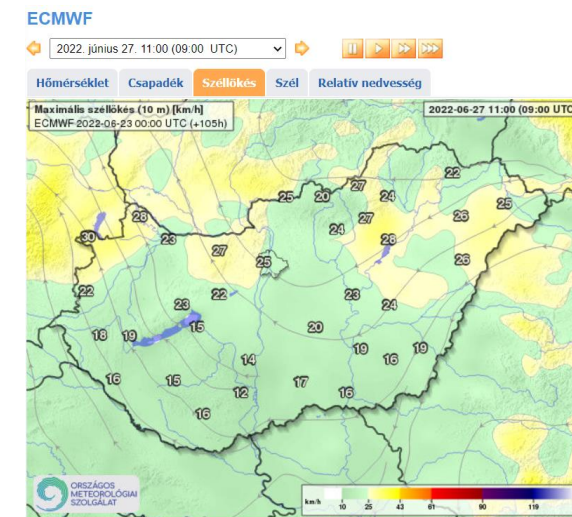 ECMWF
2022. június 27. 11:00 (09:00 UTC)
Hőmérséklet Csapadék Széllökés Szél Relatív nedvesség
Maximalis széllökés (10 m) [km/h]
ECMWF 2022-06-23 00:00 UTC (+105h)
2022-06-27 11:00 (09:00 UTC)
22
27
25 20 24 25
28 27 26
30 23 24 28
27
25 26
22 22 23
23 24
15 20
18 19
19 19
14 16
16 15 17
12 16
16
ORSZÁGOS
METEOROLÓGIAI
SZOLGÁLAT
km/h 10 25 43 61 90 119